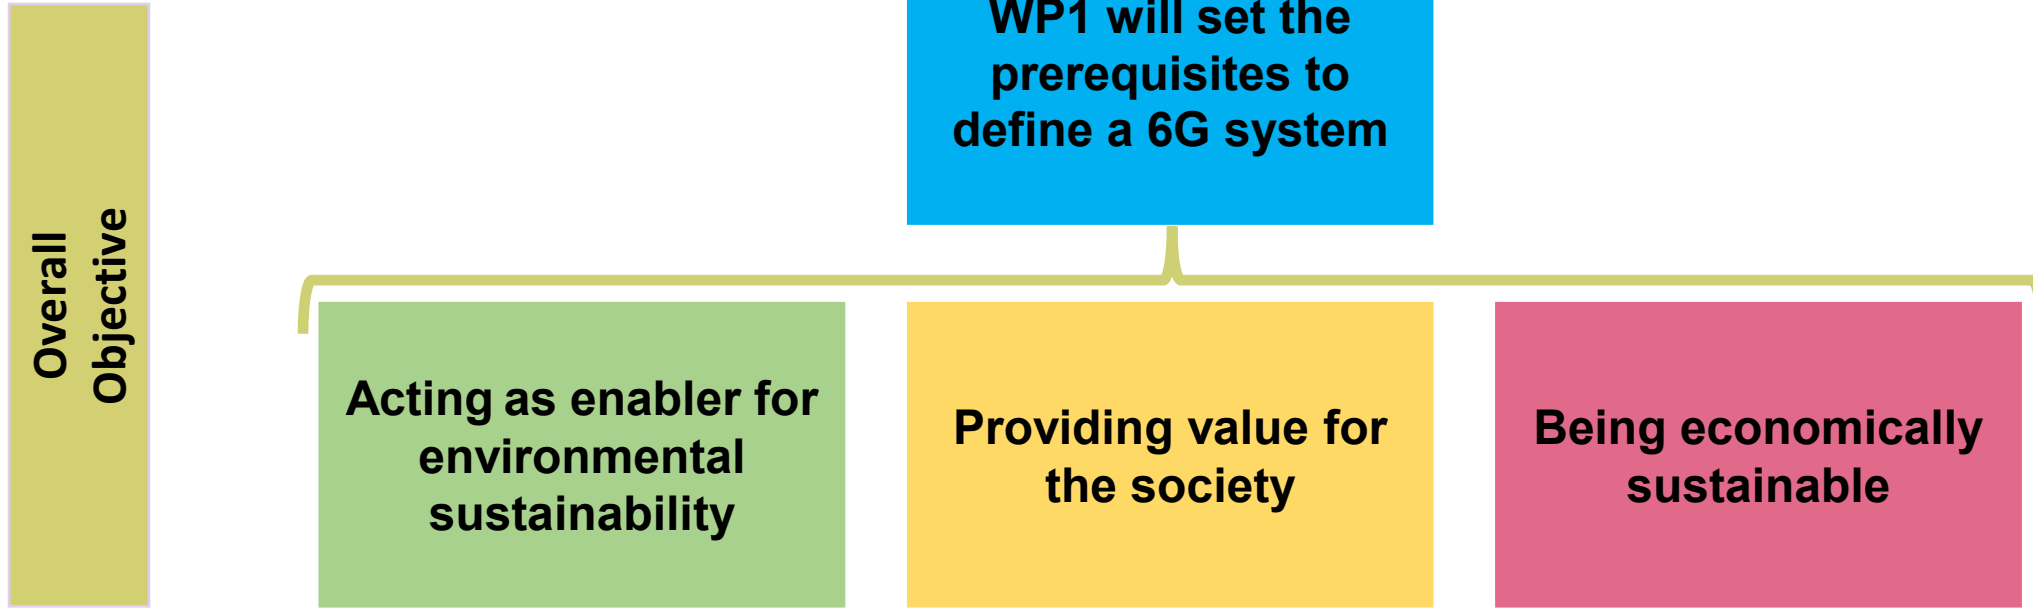 Overall
Objective
WP1 will set the
prerequisites to
define a 6G system
Acting as enabler for
environmental
sustainability
Providing value for
the society
Being economically
sustainable